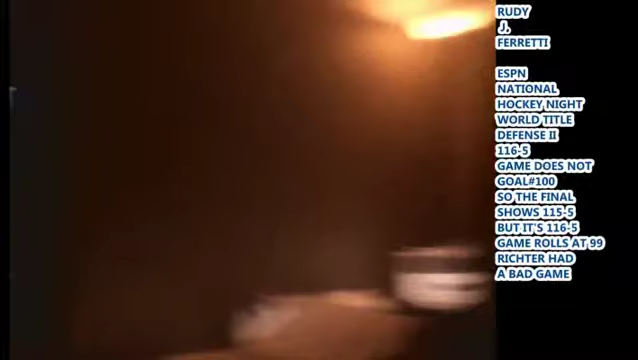 RUDY
J.
FERRETTI
ESPN
NATIONAL
HOCKEY NIGHT
WORLD TITLE
DEFENSE II
116-5
GAME DOES NOT
GOAL#100
SO THE FINAL
SHOWS 115-5
BUT IT'S 116-5
GAME ROLLS AT 99
RICHTER HAD
A BAD GAME